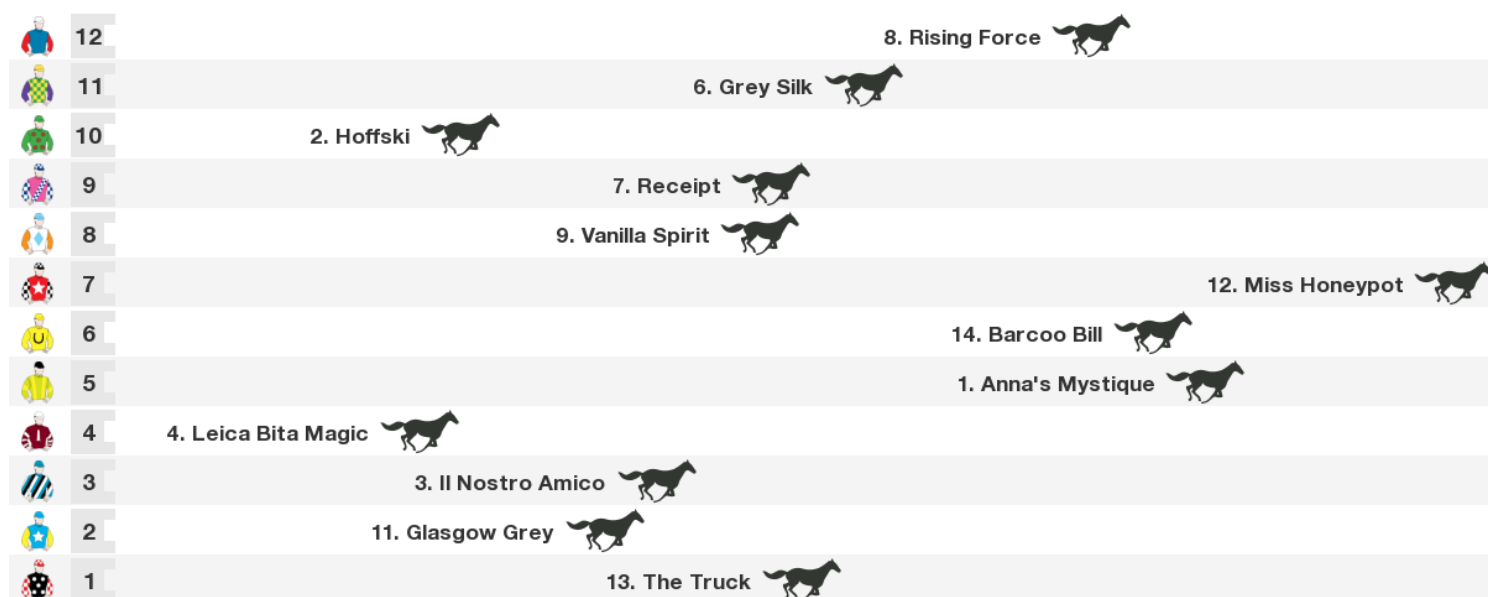 12 8. Rising Force
11 6. Grey Silk
10 2. Hoffski
9 7. Receipt
8 9. Vanilla Spirit
7 12. Miss Honeypot
6 14. Barcoo Bill
5 1. Anna's Mystique
4 4. Leica Bita Magic
3 3. Il Nostro Amico
2 11. Glasgow Grey
1 13. The Truck